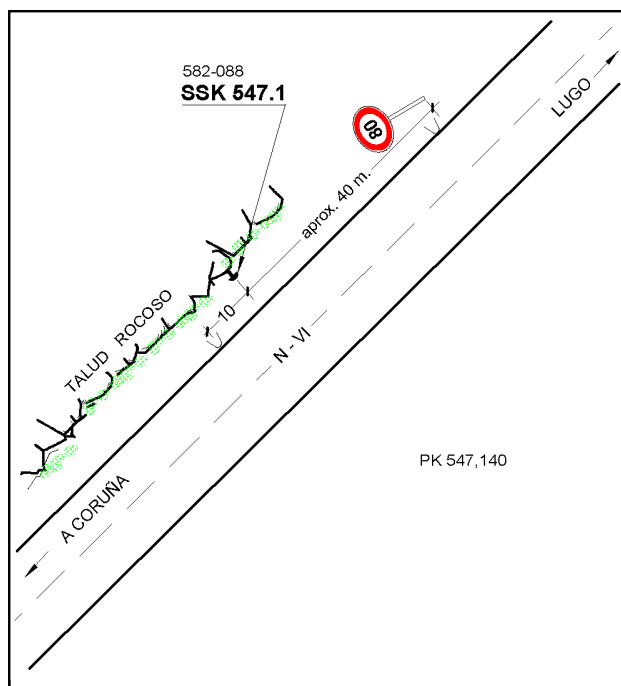 582-088
SSK 547.1
80
LUGO
aprox. 40 m.
10
TALUD ROCOSO
N - VI
PK 547,140
A CORUÑA